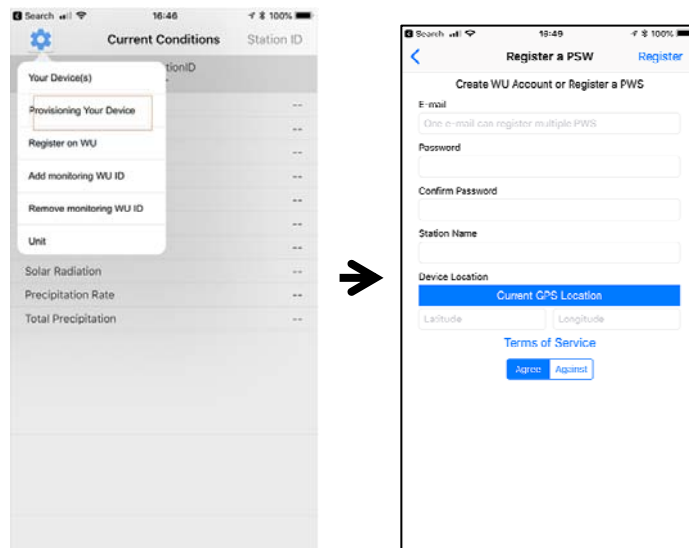 Search 16:46 100%
Current Conditions Station ID
tionID
Your Device(s)
Provisioning Your Device
Register on WU
Add monitoring WU ID
Remove monitoring WU ID
Unit
--
--
--
--
--
--
--
Solar Radiation --
Precipitation Rate --
Total Precipitation --
Search 16:49 100%
Register a PSW Register
Create WU Account or Register a PWS
E-mail
One e-mail can register multiple PWS
Password
Confirm Password
Station Name
Device Location
Current GPS Location
Latitude Longitude
Terms of Service
Agree Against